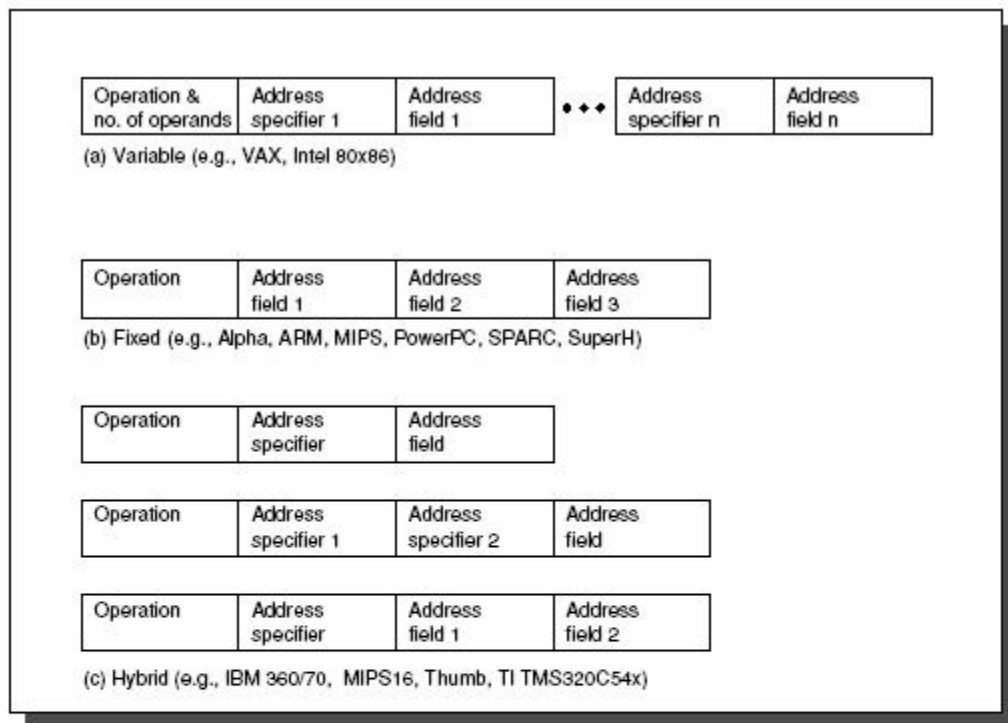 Operation & no. of operands
Address specifier 1
Address field 1
Address specifier n
Address field n
(a) Variable (e.g., VAX, Intel 80x86)
Operation
Address field 1
Address field 2
Address field 3
(b) Fixed (e.g., Alpha, ARM, MIPS, PowerPC, SPARC, SuperH)
Operation
Address specifier
Address field
Operation
Address specifier 1
Address specifier 2
Address field
Operation
Address specifier
Address field 1
Address field 2
(c) Hybrid (e.g., IBM 360/70, MIPS16, Thumb, TI TMS320C54x)